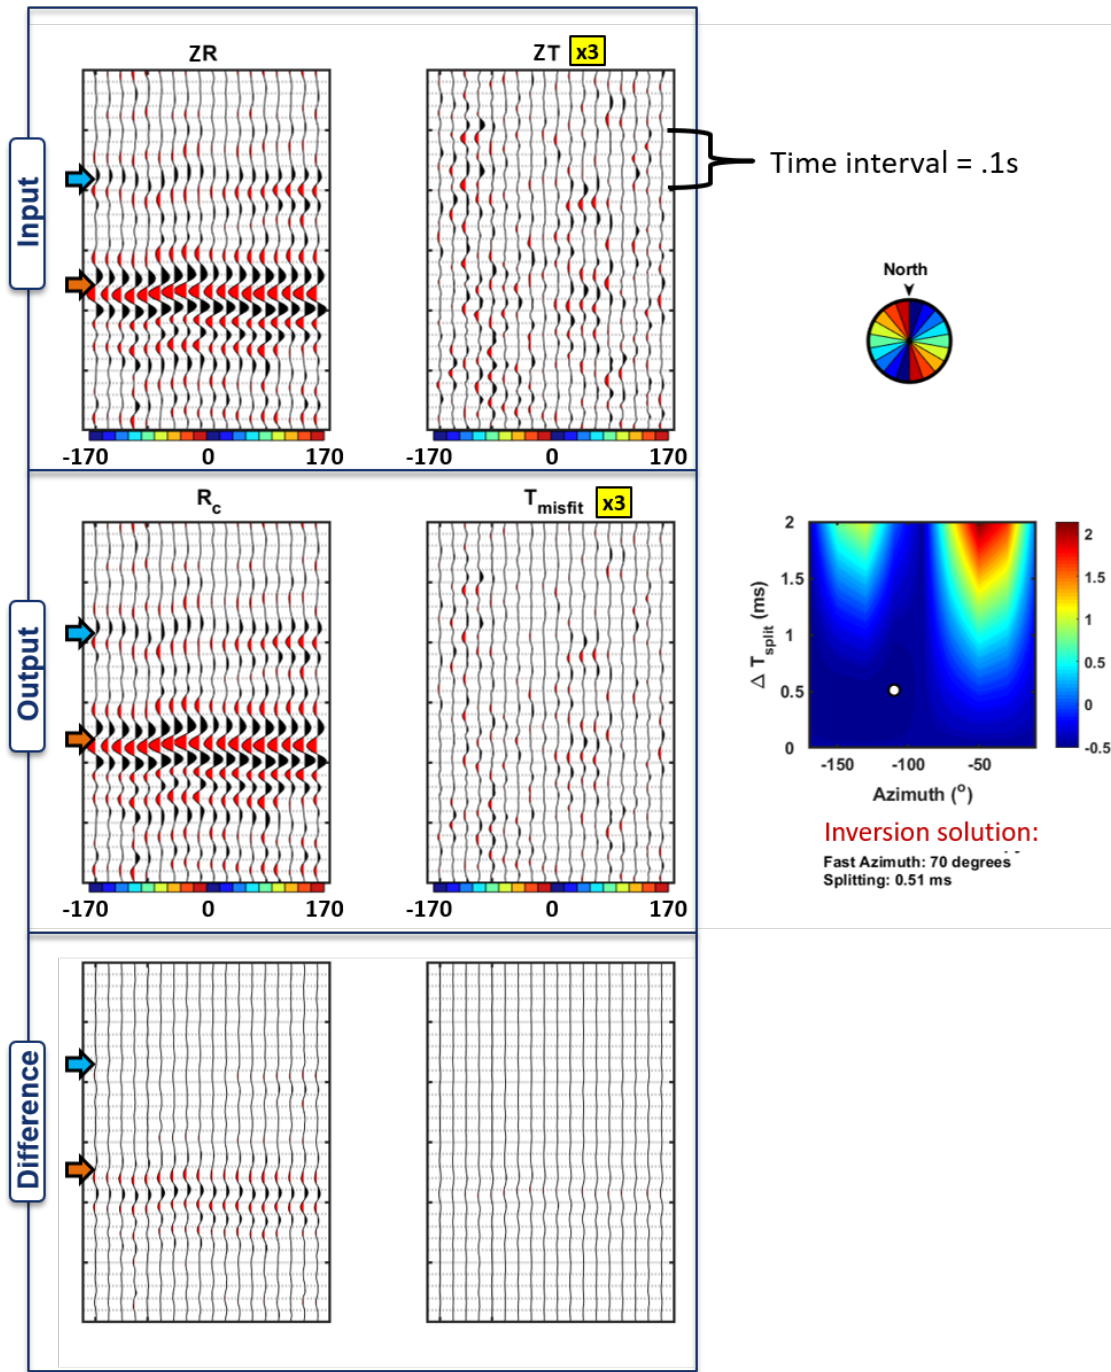 ZR
ZT x3
Input
Time interval = .1s
North
-170 0 170
-170 0 170
Rc
Tmisfit x3
Output
-170 0 170
-170 0 170
Δ Tsplit (ms)
2
1.5
1
0.5
0
-150 -100 -50
Azimuth (o)
2
1.5
1
0.5
0
-0.5
Inversion solution:
Fast Azimuth: 70 degrees
Splitting: 0.51 ms
Difference